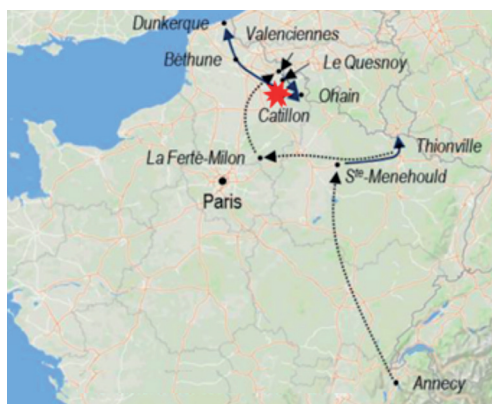 Dunkerque
Valenciennes
Béthune
Le Quesnoy
Ohain
Catillon
La Ferté-Milon
Thionville
Ste-Menehould
Paris
Annecy